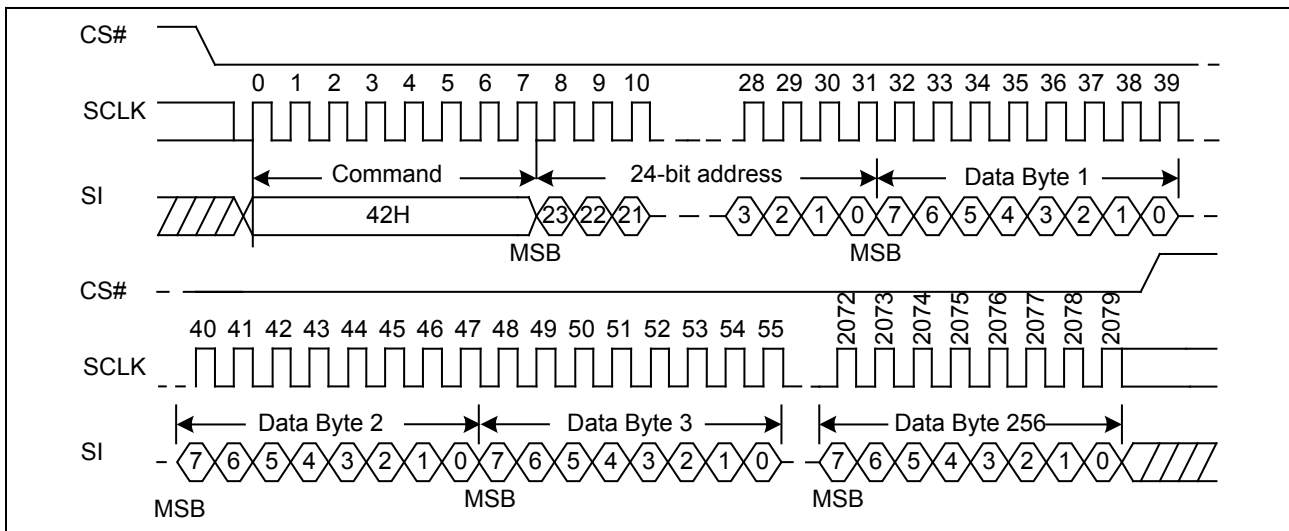 CS#
0 1 2 3 4 5 6 7 8 9 10 28 29 30 31 32 33 34 35 36 37 38 39
SCLK
Command 24-bit address Data Byte 1
SI
42H 23 22 21 3 2 1 0 7 6 5 4 3 2 1 0
MSB MSB
CS#
40 41 42 43 44 45 46 47 48 49 50 51 52 53 54 55 2072 2073 2074 2075 2076 2077 2078 2079
SCLK
Data Byte 2 Data Byte 3 Data Byte 256
SI
7 6 5 4 3 2 1 0 7 6 5 4 3 2 1 0 7 6 5 4 3 2 1 0
MSB MSB MSB